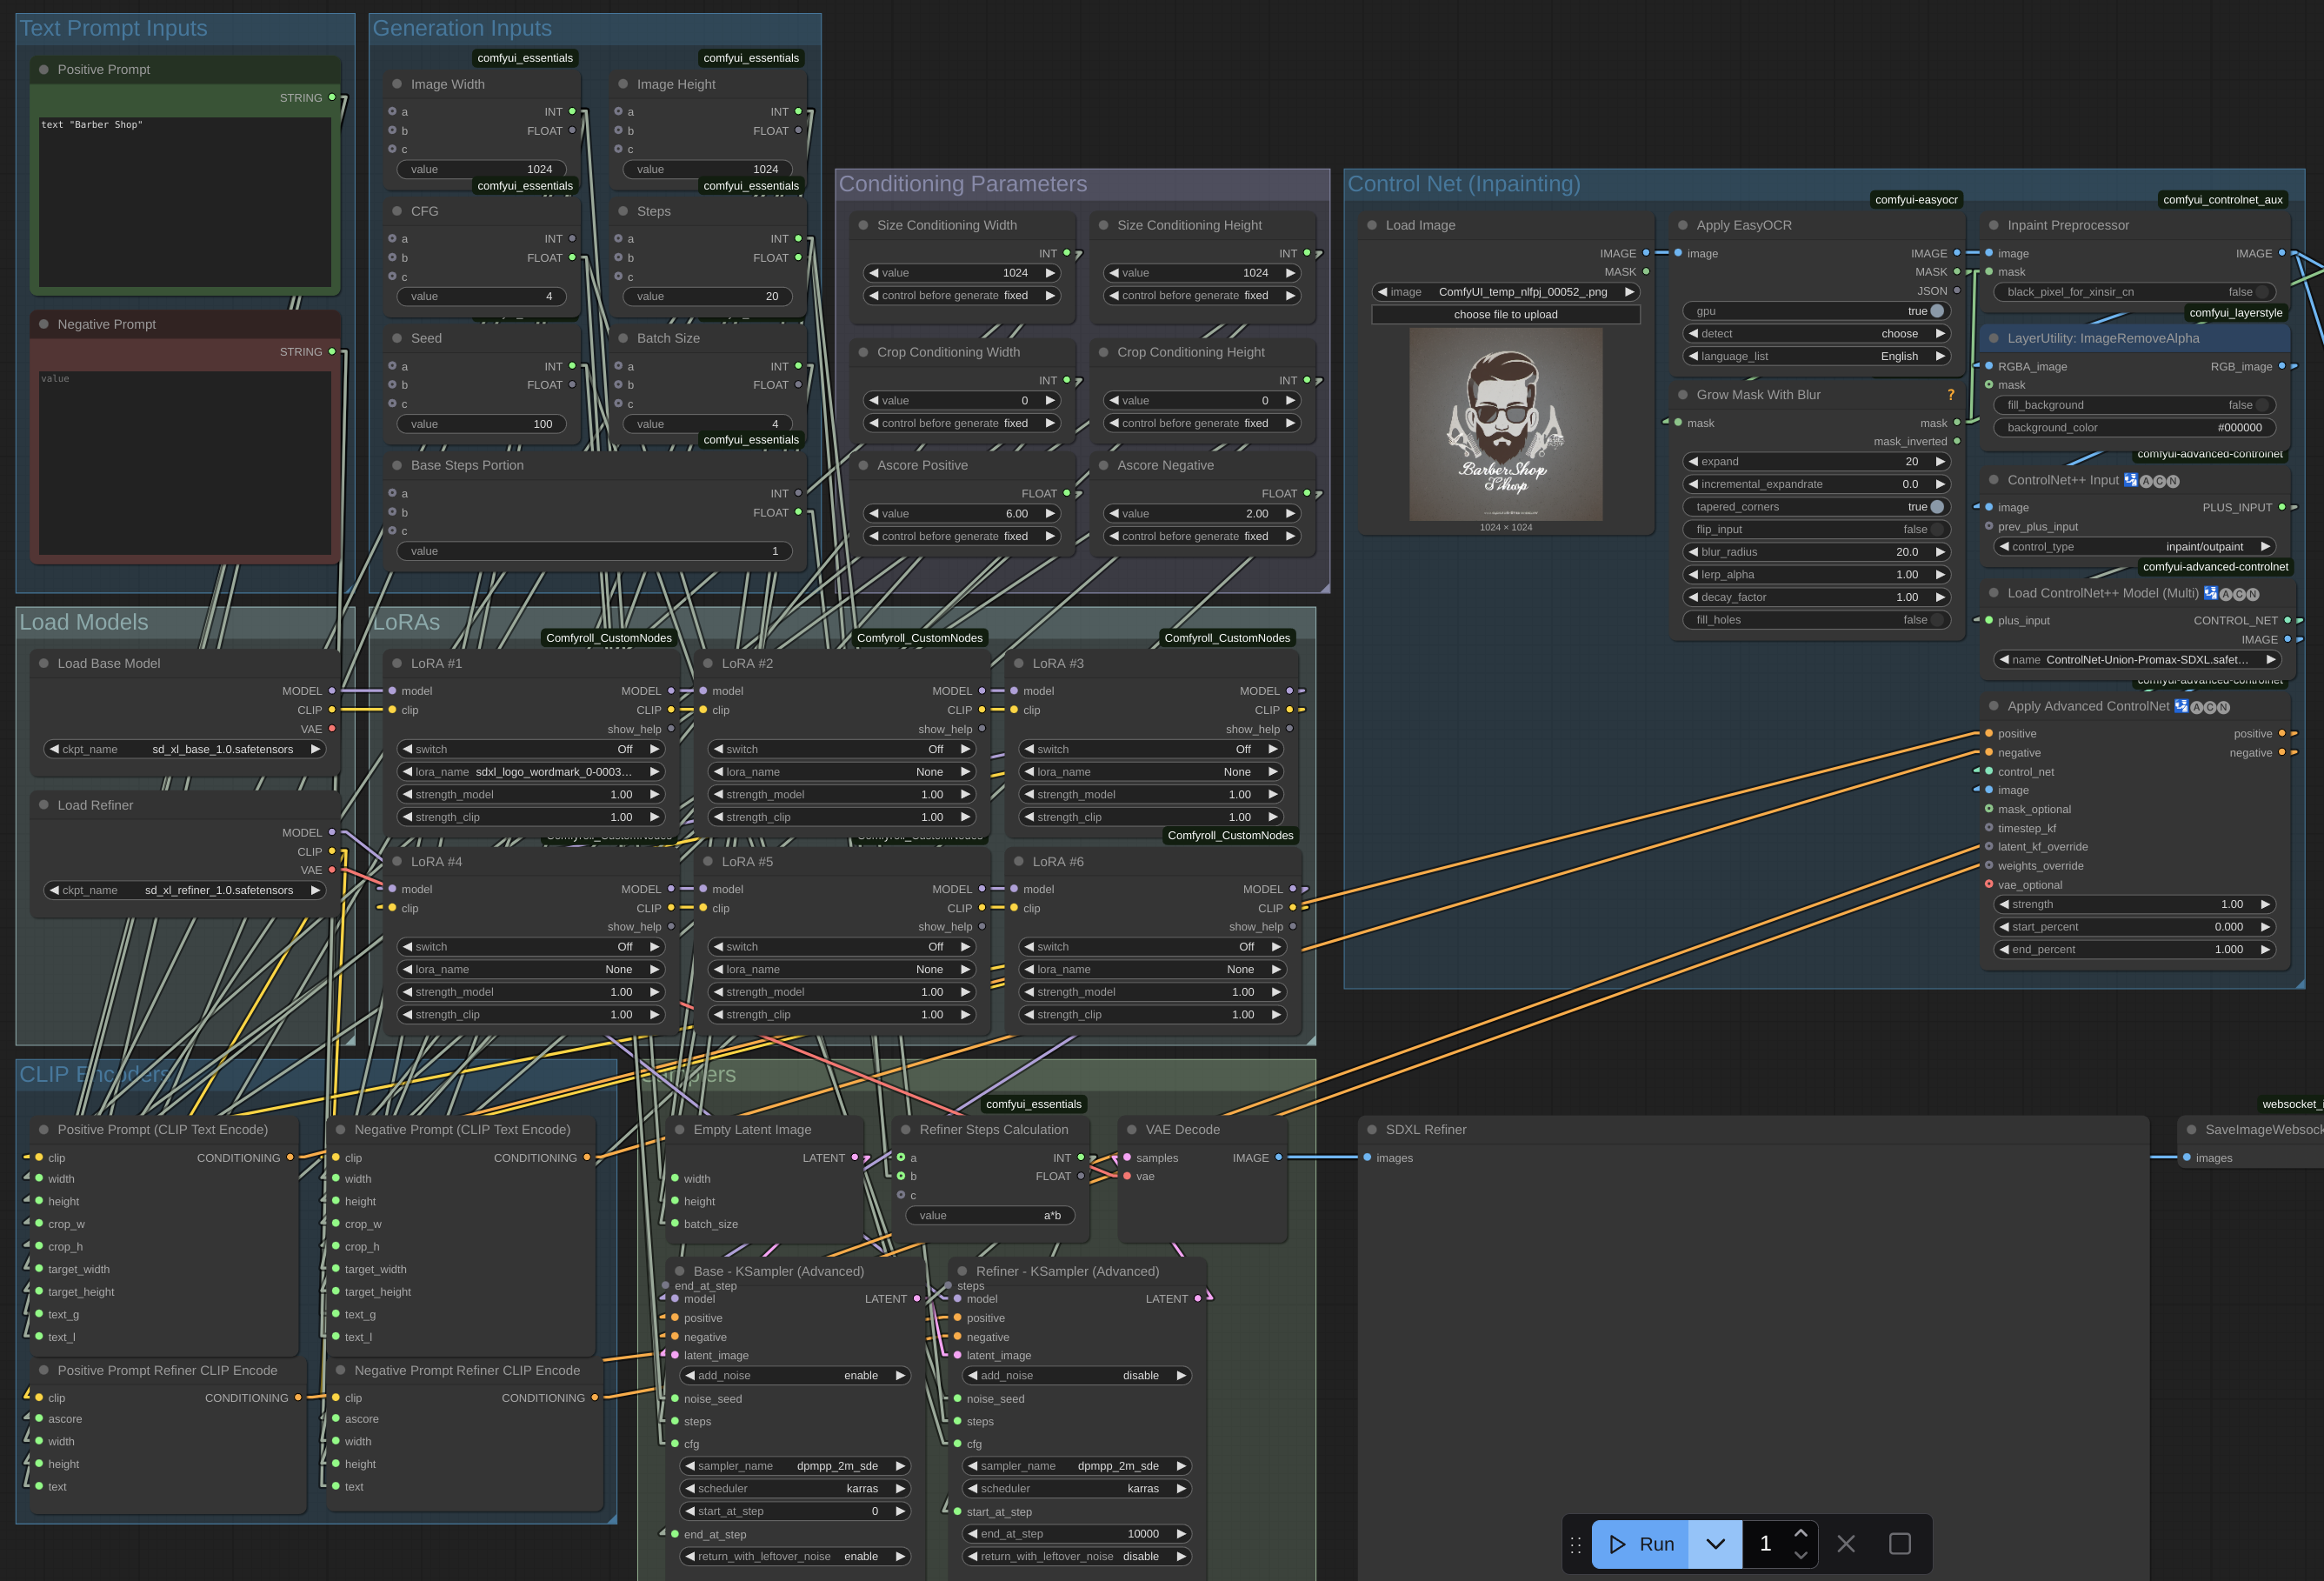 Text Prompt Inputs
Positive Prompt
STRING
text "Barber Shop"
Negative Prompt
STRING
value
Generation Inputs
comfyui_essentials
comfyui_essentials
Image Width
Image Height
a INT
b FLOAT
c
value 1024
a INT
b FLOAT
c
value 1024
comfyui_essentials
comfyui_essentials
CFG
Steps
a INT
b FLOAT
c
value 4
a INT
b FLOAT
c
value 20
Seed
Batch Size
a INT
b FLOAT
c
value 100
a INT
b FLOAT
c
value 4
comfyui_essentials
Base Steps Portion
a INT
b FLOAT
c
value 1
Conditioning Parameters
Size Conditioning Width
INT
value 1024
control before generate fixed
Size Conditioning Height
INT
value 1024
control before generate fixed
Crop Conditioning Width
INT
value 0
control before generate fixed
Crop Conditioning Height
INT
value 0
control before generate fixed
Ascore Positive
FLOAT
value 6.00
control before generate fixed
Ascore Negative
FLOAT
value 2.00
control before generate fixed
Control Net (Inpainting)
Load Image
IMAGE
MASK
image ComfyUI_temp_nlfpj_00052_.png
choose file to upload
BarberShop
1024 × 1024
comfyui-easyocr
Apply EasyOCR
image IMAGE
MASK
JSON
gpu true
detect choose
language_list English
Grow Mask With Blur ?
mask mask
mask_inverted
expand 20
incremental_expandrate 0.0
tapered_corners true
flip_input false
blur_radius 20.0
lerp_alpha 1.00
decay_factor 1.00
fill_holes false
comfyui_controlnet_aux
Inpaint Preprocessor
image IMAGE
mask
black_pixel_for_xinsir_cn false
comfyui_layerstyle
LayerUtility: ImageRemoveAlpha
RGBA_image RGB_image
mask
fill_background false
background_color #000000
comfyui-advanced-controlnet
ControlNet++ Input 🛂🅐🅒🅝
image PLUS_INPUT
prev_plus_input
control_type inpaint/outpaint
comfyui-advanced-controlnet
Load ControlNet++ Model (Multi) 🛂🅐🅒🅝
plus_input CONTROL_NET
IMAGE
name ControlNet-Union-Promax-SDXL.safet...
comfyui-advanced-controlnet
Apply Advanced ControlNet 🛂🅐🅒🅝
positive positive
negative negative
control_net
image
mask_optional
timestep_kf
latent_kf_override
weights_override
vae_optional
strength 1.00
start_percent 0.000
end_percent 1.000
Load Models
Load Base Model
MODEL
CLIP
VAE
ckpt_name sd_xl_base_1.0.safetensors
Load Refiner
MODEL
CLIP
VAE
ckpt_name sd_xl_refiner_1.0.safetensors
LoRAs
Comfyroll_CustomNodes
LoRA #1
model MODEL
clip CLIP
show_help
switch Off
lora_name sdxl_logo_wordmark_0-0003...
strength_model 1.00
strength_clip 1.00
Comfyroll_CustomNodes
LoRA #2
model MODEL
clip CLIP
show_help
switch Off
lora_name None
strength_model 1.00
strength_clip 1.00
Comfyroll_CustomNodes
LoRA #3
model MODEL
clip CLIP
show_help
switch Off
lora_name None
strength_model 1.00
strength_clip 1.00
Comfyroll_CustomNodes
LoRA #4
model MODEL
clip CLIP
show_help
switch Off
lora_name None
strength_model 1.00
strength_clip 1.00
Comfyroll_CustomNodes
LoRA #5
model MODEL
clip CLIP
show_help
switch Off
lora_name None
strength_model 1.00
strength_clip 1.00
Comfyroll_CustomNodes
LoRA #6
model MODEL
clip CLIP
show_help
switch Off
lora_name None
strength_model 1.00
strength_clip 1.00
CLIP Encoders
Positive Prompt (CLIP Text Encode)
clip CONDITIONING
width
height
crop_w
crop_h
target_width
target_height
text_g
text_l
Negative Prompt (CLIP Text Encode)
clip CONDITIONING
width
height
crop_w
crop_h
target_width
target_height
text_g
text_l
Positive Prompt Refiner CLIP Encode
clip CONDITIONING
ascore
width
height
text
Negative Prompt Refiner CLIP Encode
clip CONDITIONING
ascore
width
height
text
Samplers
Empty Latent Image
LATENT
width
height
batch_size
comfyui_essentials
Refiner Steps Calculation
a INT
b FLOAT
c
value a*b
VAE Decode
samples IMAGE
vae
Base - KSampler (Advanced)
end_at_step
model LATENT
positive
negative
latent_image
add_noise enable
noise_seed
steps
cfg
sampler_name dpmpp_2m_sde
scheduler karras
start_at_step 0
end_at_step
return_with_leftover_noise enable
Refiner - KSampler (Advanced)
steps
model LATENT
positive
negative
latent_image
add_noise disable
noise_seed
steps
cfg
sampler_name dpmpp_2m_sde
scheduler karras
start_at_step
end_at_step 10000
return_with_leftover_noise disable
SDXL Refiner
images
websocket_i
SaveImageWebsock
images
Run
1